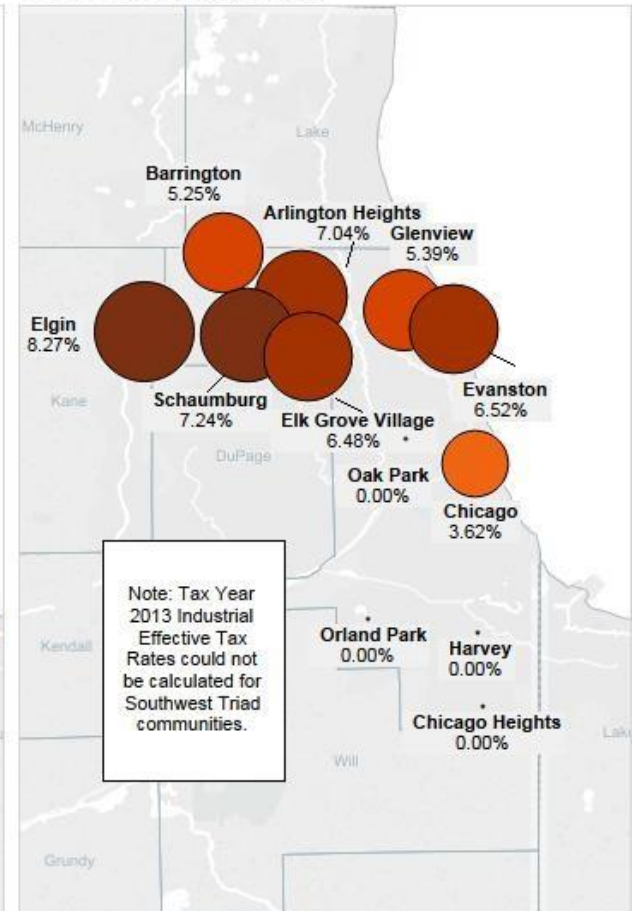 McHenry
Lake
Barrington
5.25%
Arlington Heights
7.04%
Glenview
5.39%
Elgin
8.27%
Kane
Schaumburg
7.24%
Elk Grove Village
6.48%
Evanston
6.52%
DuPage
Oak Park
0.00%
Chicago
3.62%
Note: Tax Year
2013 Industrial
Effective Tax
Rates could not
be calculated for
Southwest Triad
communities.
Kendall
Orland Park
0.00%
Harvey
0.00%
Chicago Heights
0.00%
Will
Grundy